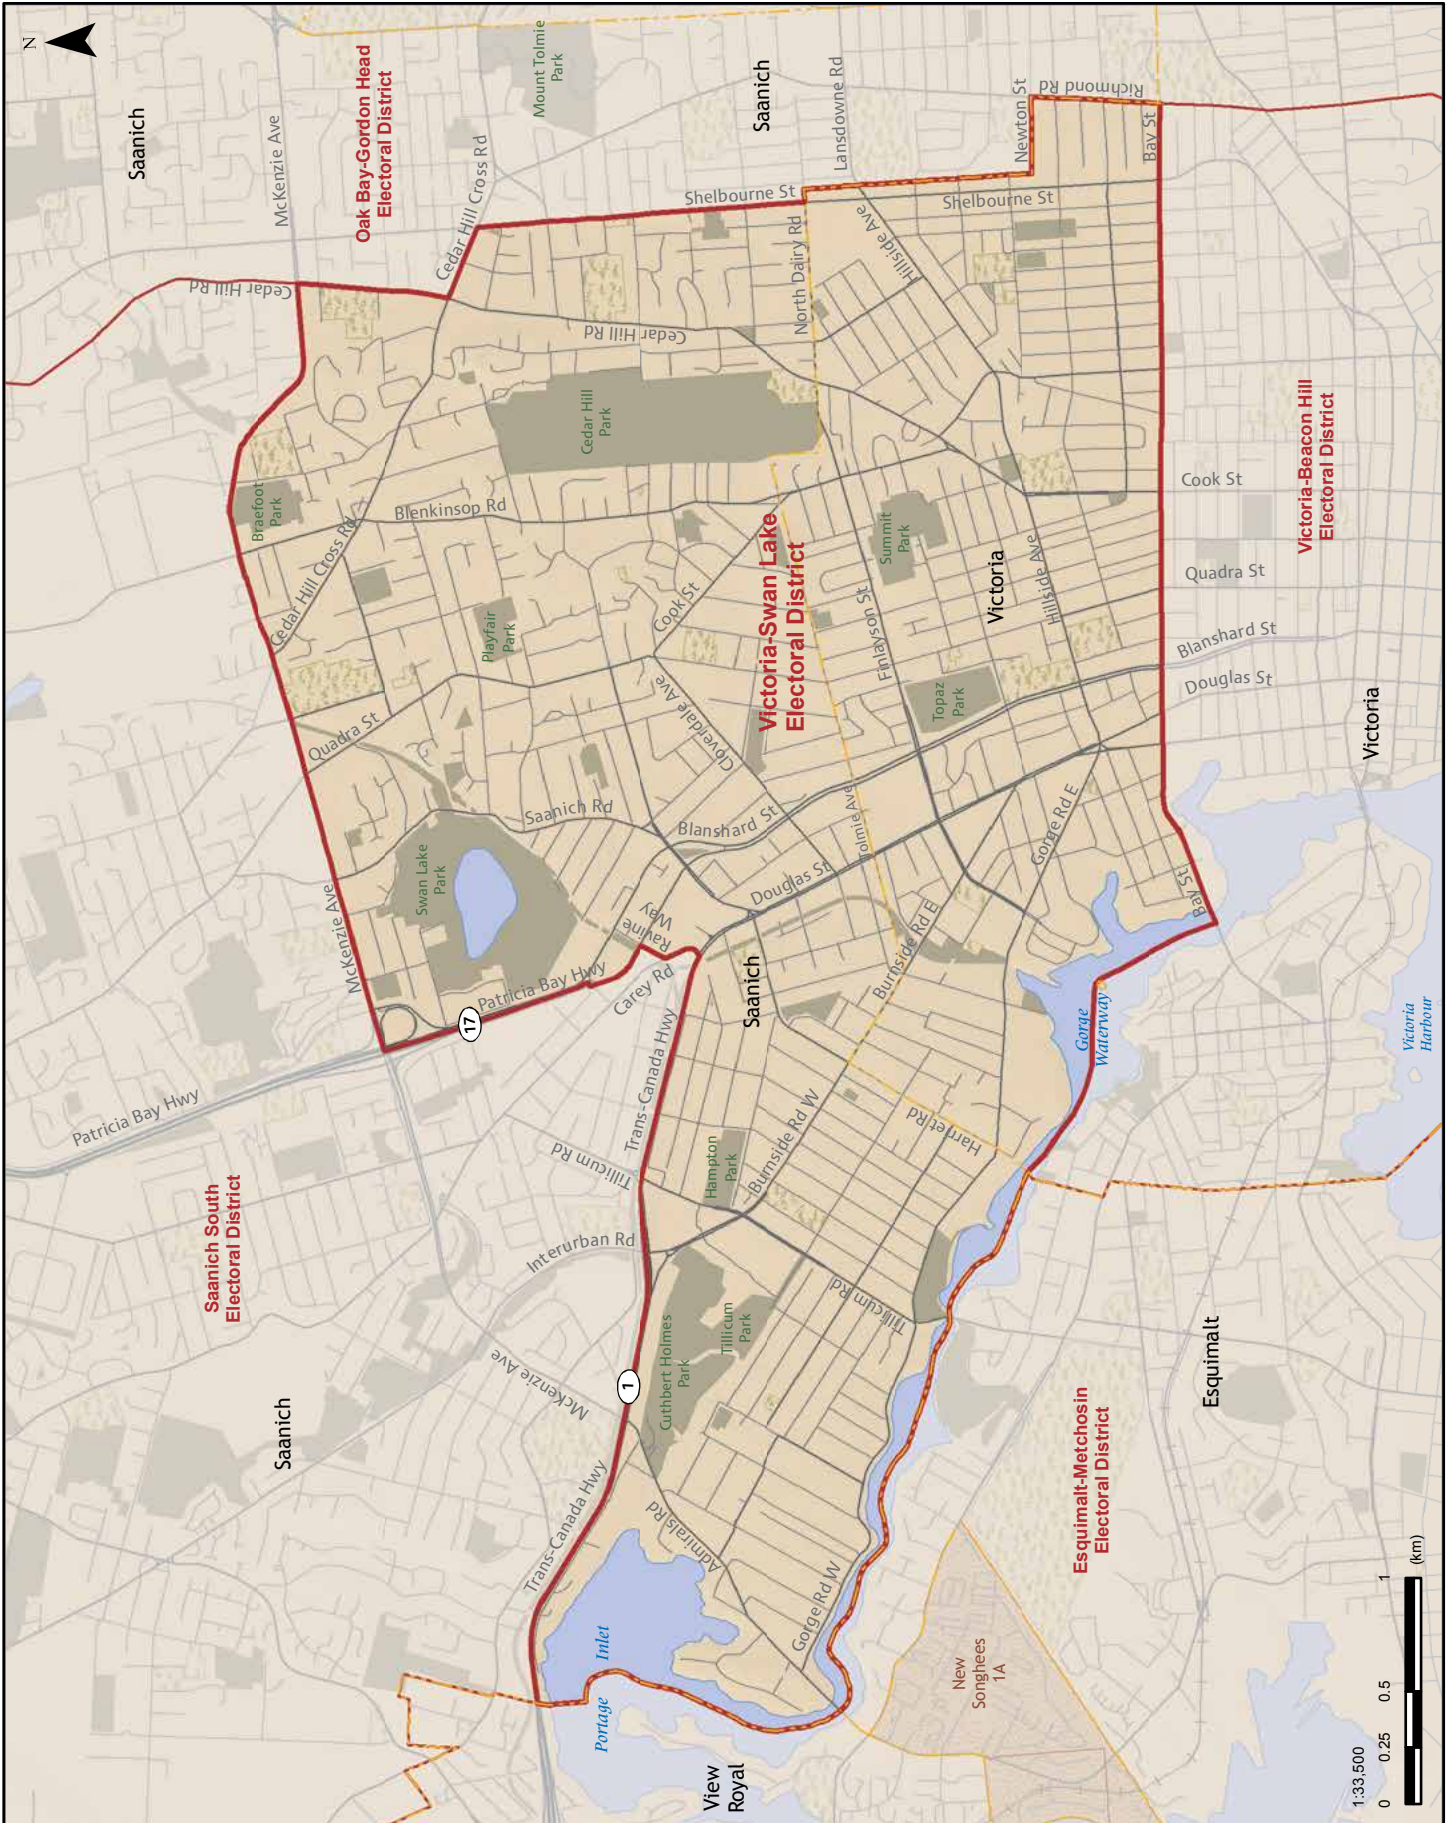 N
Saanich
McKenzie Ave
Oak Bay-Gordon Head
Electoral District
Mount Tolmie
Park
Saanich
Lansdowne Rd
Newton St
Richmond Rd
Bay St
Cedar Hill Cross Rd
Shelbourne St
Shelbourne St
Cedar Hill Rd
Cedar Hill Rd
North Dairy Rd
Hillside Ave
Cedar Hill
Park
Braefoot
Park
Blenkinsop Rd
Cedar Hill Cross Rd
Victoria-Swan Lake
Electoral District
Summit
Park
Victoria
Hillside Ave
Cook St
Victoria-Beacon Hill
Electoral District
Quadra St
Blanshard St
Douglas St
Victoria
Playfair
Park
Cook St
Finlayson St
Topaz
Park
Quadra St
Cloverdale Ave
Saanich Rd
Blanshard St
Tolmie Ave
Gorge Rd E
Swan Lake
Park
McKenzie Ave
Douglas St
Bay St
Ravine
Way
Burnside Rd E
Patricia Bay Hwy
17
Carey Rd
Saanich
Gorge
Waterway
Victoria
Harbour
Patricia Bay Hwy
Trans-Canada Hwy
Tillicum Rd
Hampton
Park
Burnside Rd W
Harriet Rd
Saanich South
Electoral District
Interurban Rd
Tillicum Rd
Tillicum
Park
Cuthbert Holmes
Park
1
McKenzie Ave
Saanich
Esquimalt
Esquimalt-Metchosin
Electoral District
Trans-Canada Hwy
Admirals Rd
Gorge Rd W
Portage Inlet
New
Songhees
1A
View
Royal
1:33,500
0 0.25 0.5 1
(km)